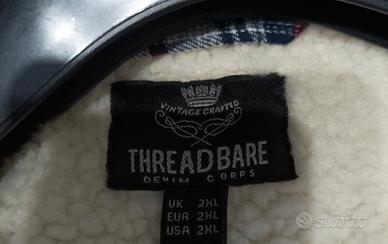 VINTAGE CRAFTED
THREADBARE
DENIM CORPS
UK 2XL
EUR 2XL
USA 2XL
subito